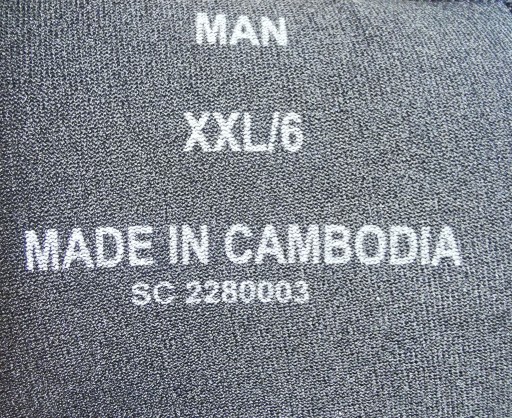 MAN
XXL/6
MADE IN CAMBODIA
SC 2280003